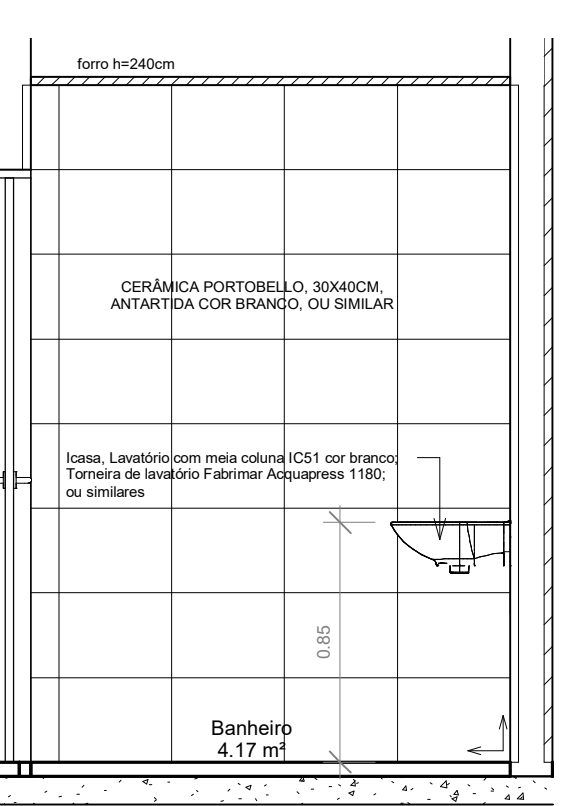 forro h=240cm
CERÂMICA PORTOBELLO, 30X40CM,
ANTARTIDA COR BRANCO, OU SIMILAR
Icasa, Lavatório com meia coluna IC51 cor branco;
Torneira de lavatório Fabrimar Acquapress 1180;
ou similares
0.85
Banheiro
4.17 m²